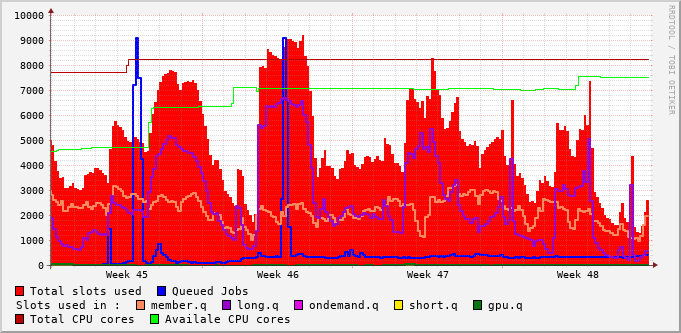 10000
9000
8000
7000
6000
5000
4000
3000
2000
1000
0
Week 45 Week 46 Week 47 Week 48
RRDTOOL / TOBI OETIKER
Total slots used Queued Jobs
Slots used in : member.q long.q ondemand.q short.q gpu.q
Total CPU cores Availale CPU cores